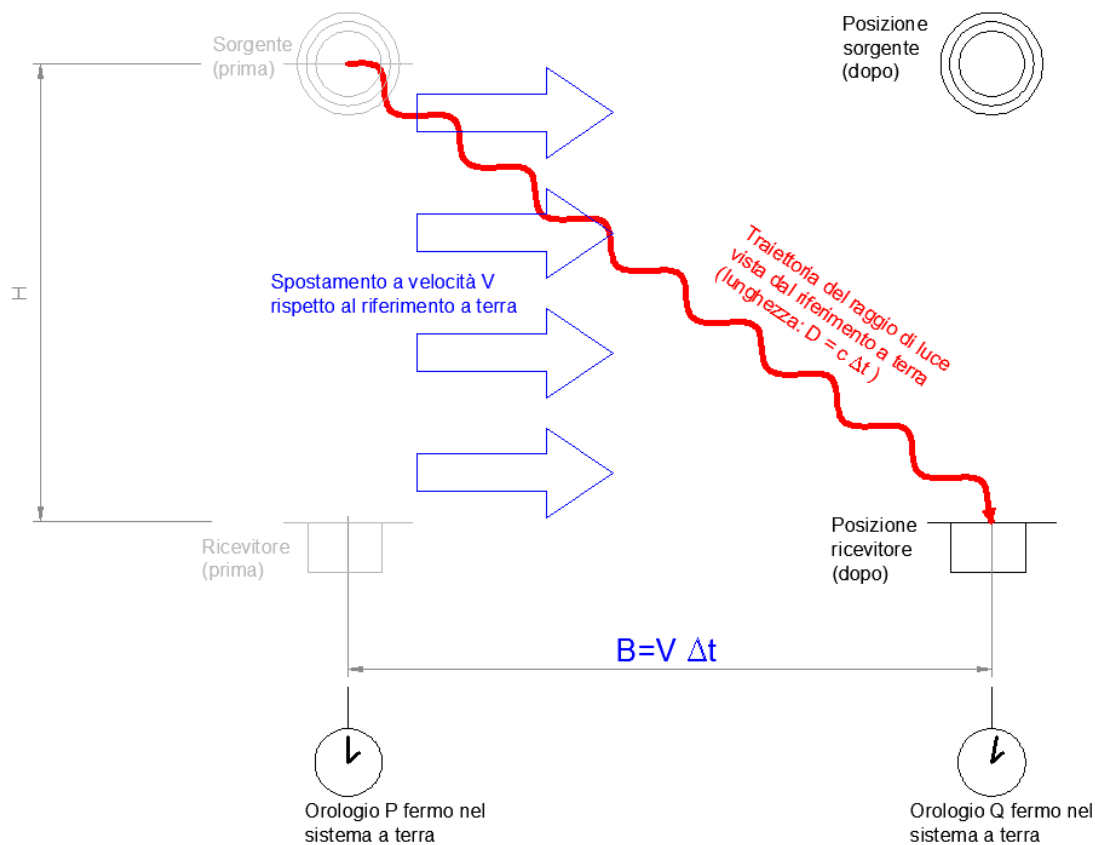 Sorgente
(prima)
Posizione
sorgente
(dopo)
H
Spostamento a velocità V
rispetto al riferimento a terra
Traiettoria del raggio di luce
vista dal riferimento a terra
(lunghezza: D = c Δt )
Ricevitore
(prima)
Posizione
ricevitore
(dopo)
B=V Δt
Orologio P fermo nel
sistema a terra
Orologio Q fermo nel
sistema a terra